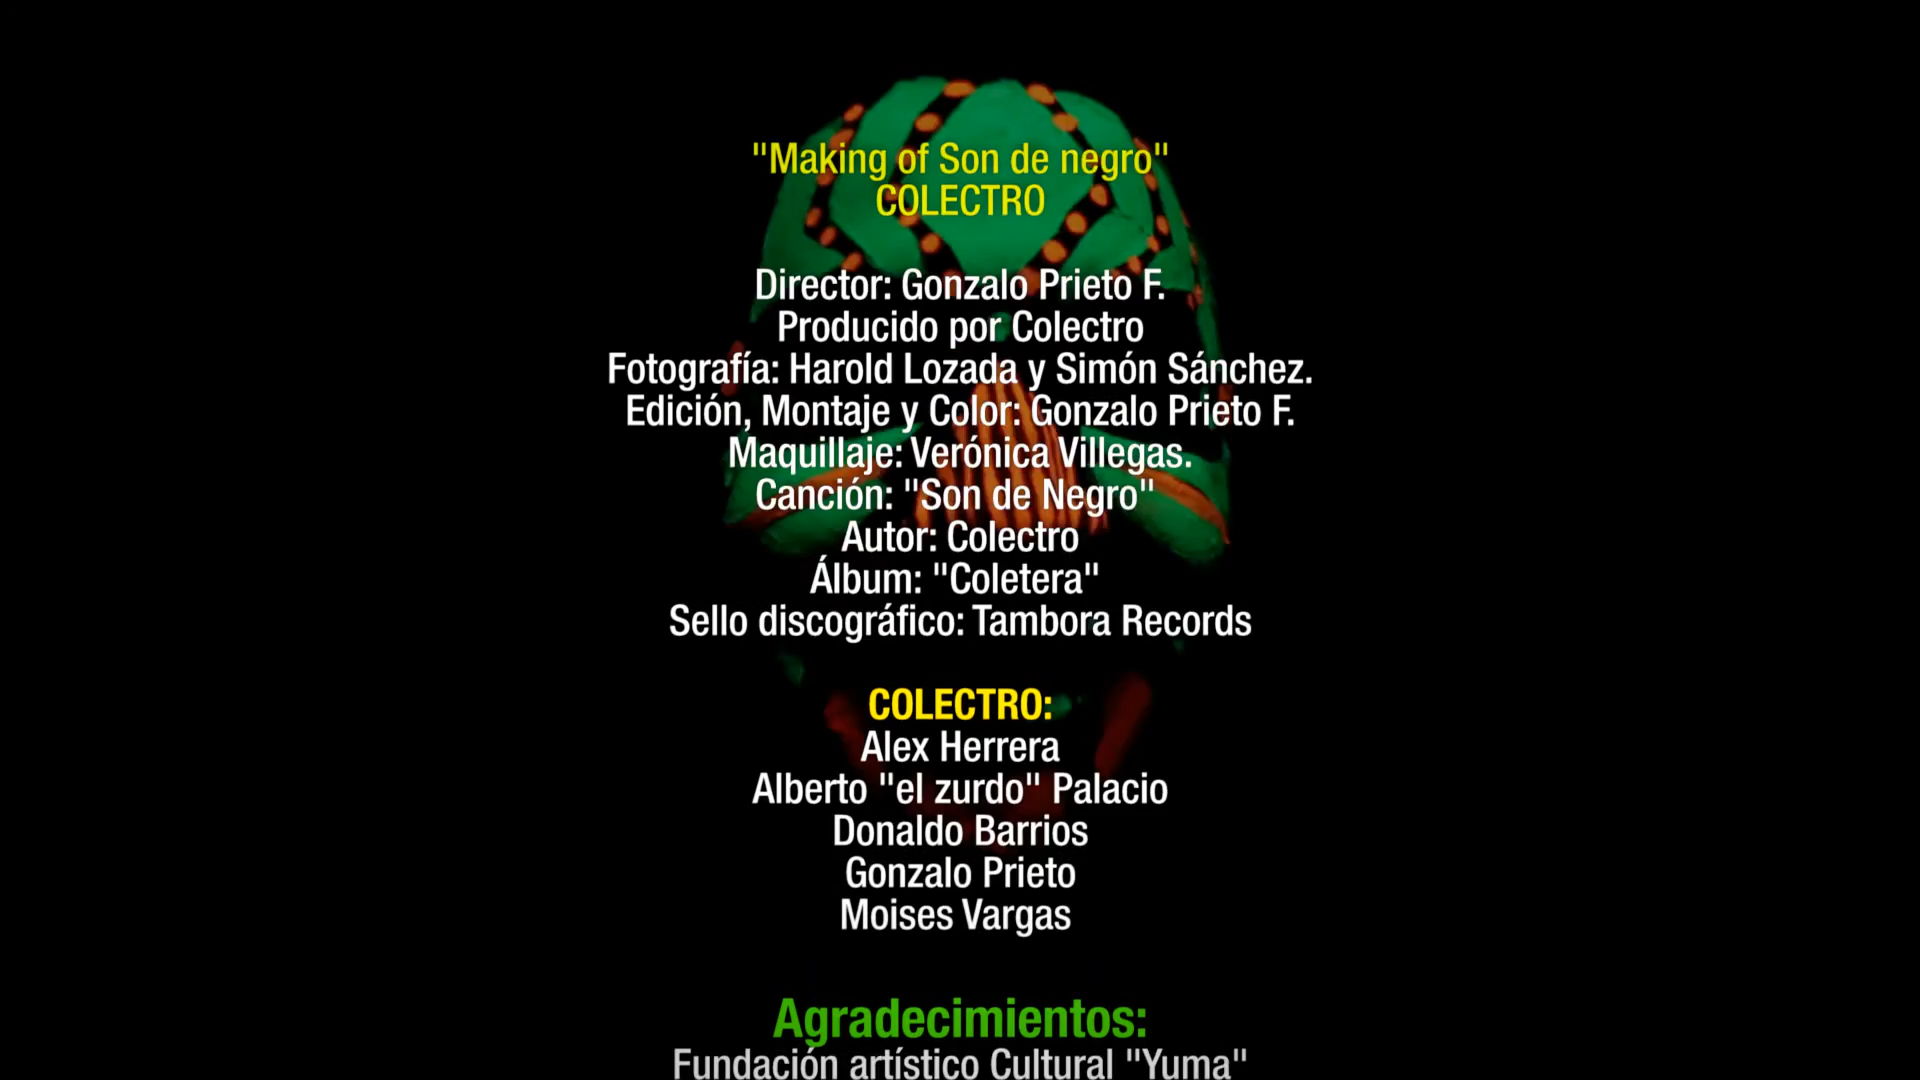 "Making of Son de negro"
COLECTRO
Director: Gonzalo Prieto F.
Producido por Colectro
Fotografía: Harold Lozada y Simón Sánchez.
Edición, Montaje y Color: Gonzalo Prieto F.
Maquillaje: Verónica Villegas.
Canción: "Son de Negro"
Autor: Colectro
Álbum: "Coletera"
Sello discográfico: Tambora Records
COLECTRO:
Alex Herrera
Alberto "el zurdo" Palacio
Donaldo Barrios
Gonzalo Prieto
Moises Vargas
Agradecimientos:
Fundación artístico Cultural "Yuma"